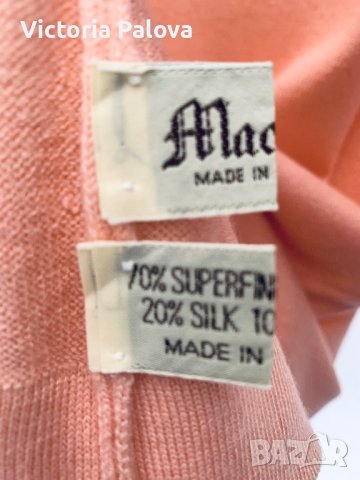 Victoria Palova
Mac
MADE IN
70% SUPERFIN
20% SILK 10
MADE IN
BAZAR